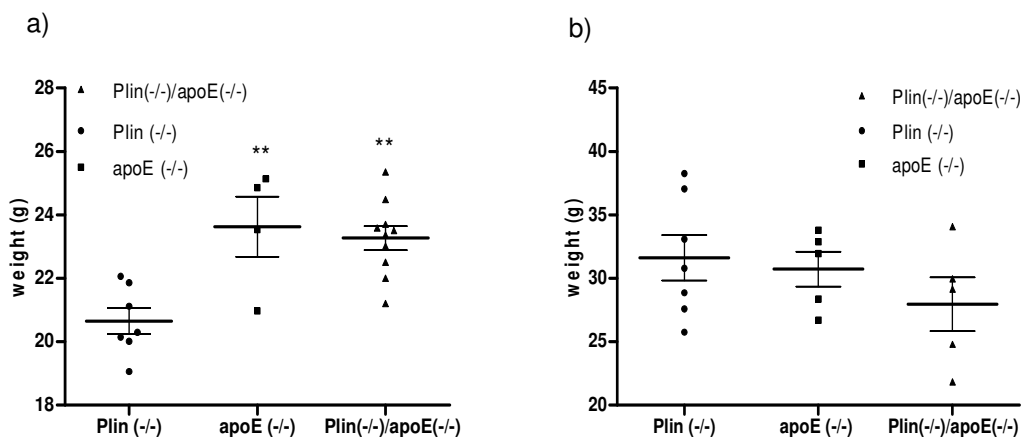 a)
Plin(-/-)/apoE(-/-)
Plin (-/-)
apoE (-/-)
**
**
weight (g)
28
26
24
22
20
18
Plin (-/-)
apoE (-/-)
Plin(-/-)/apoE(-/-)
b)
Plin(-/-)/apoE(-/-)
Plin (-/-)
apoE (-/-)
weight (g)
45
40
35
30
25
20
Plin (-/-)
apoE (-/-)
Plin(-/-)/apoE(-/-)